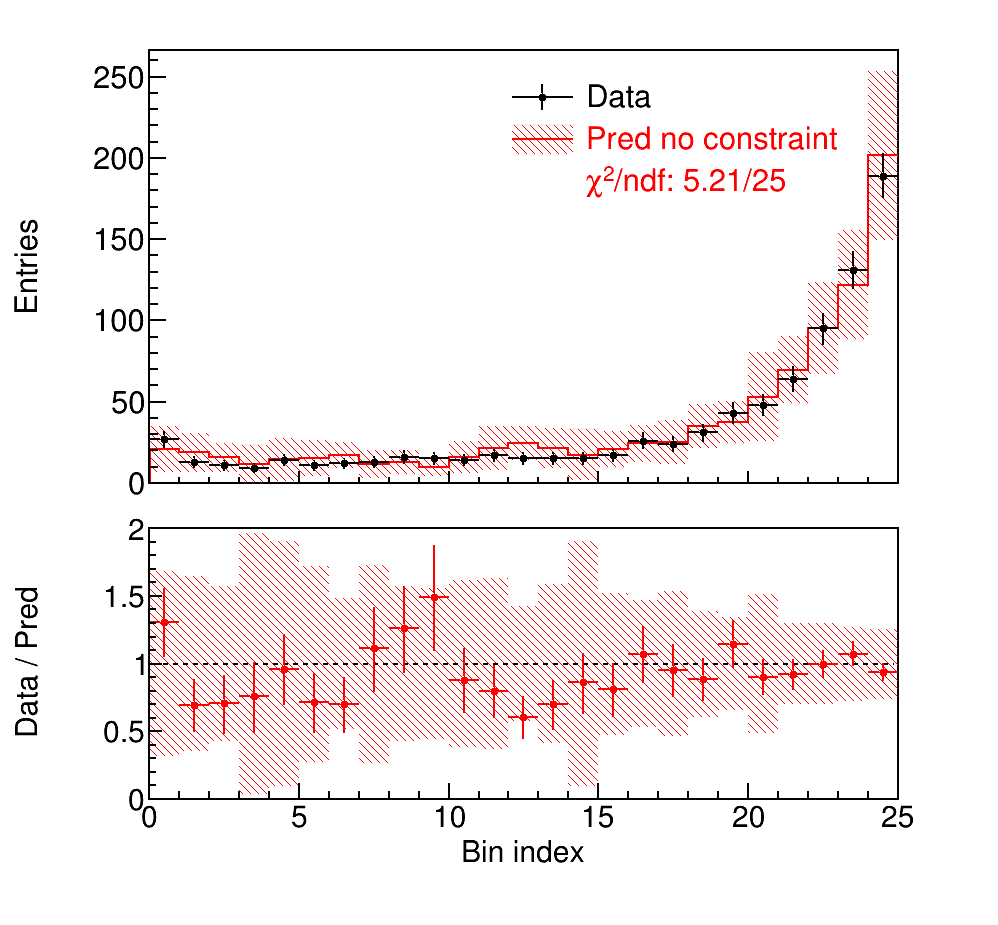 250
200
150
100
50
0
Entries
Data
Pred no constraint
χ²/ndf: 5.21/25
2
1.5
1
0.5
0
Data / Pred
0 5 10 15 20 25
Bin index